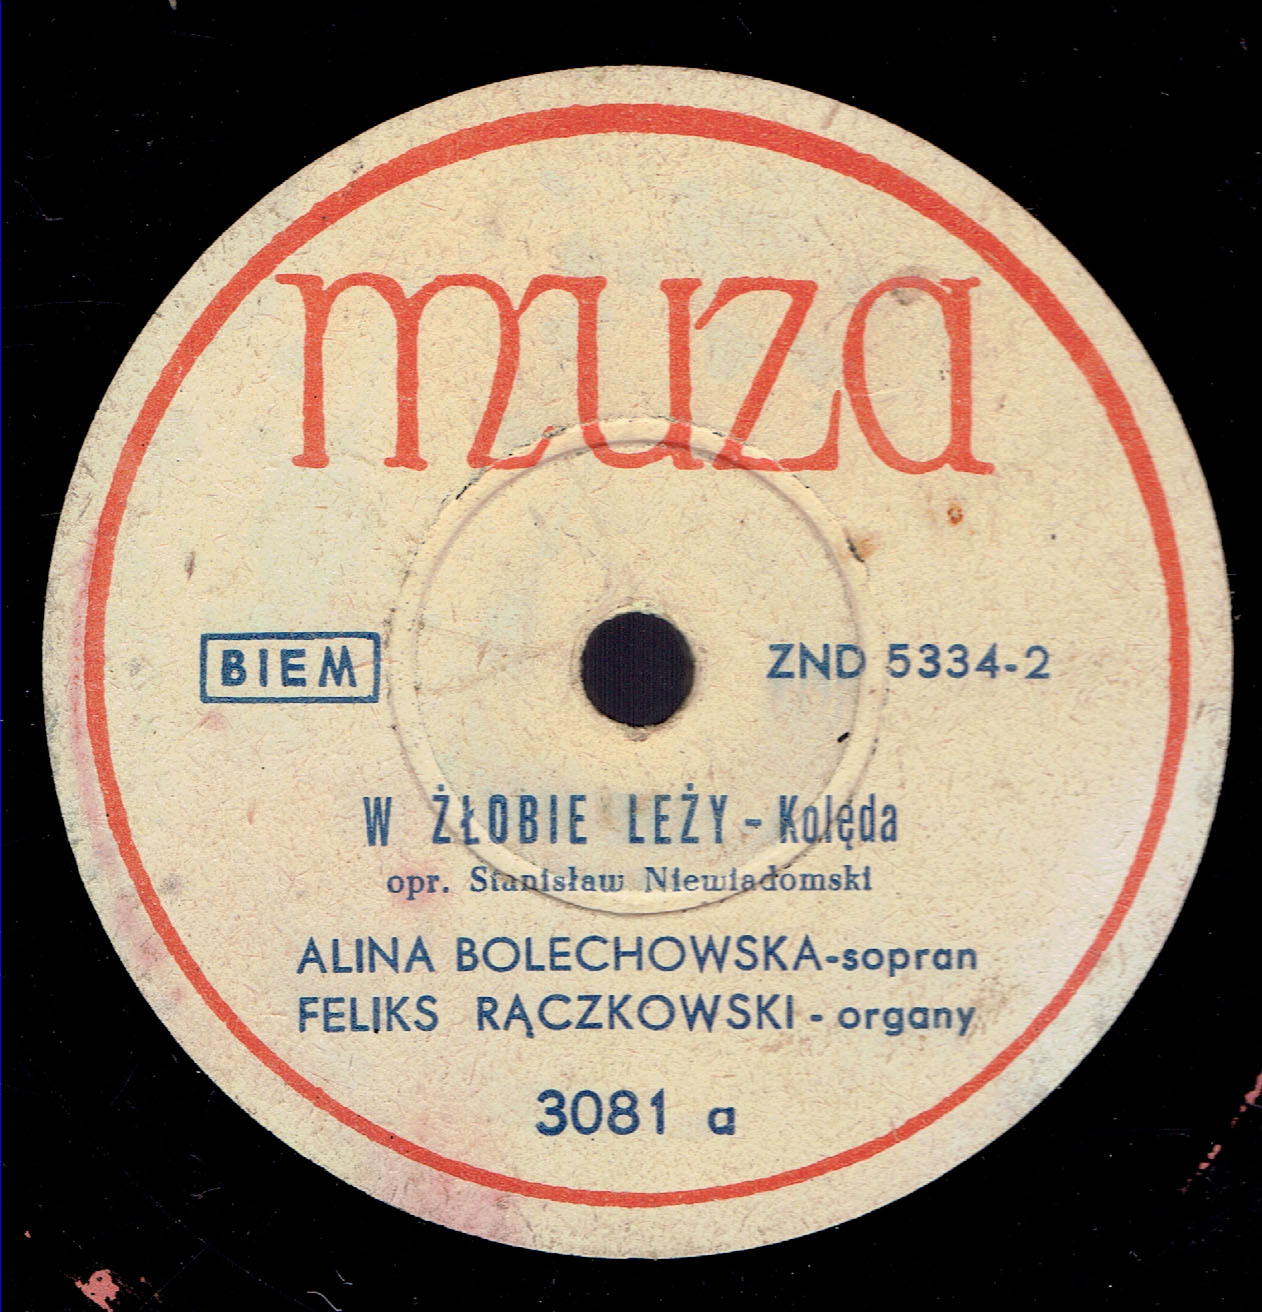 muza
BIEM
ZND 5334-2
W ŻŁOBIE LEŻY - Kolęda
opr. Stanisław Niewiadomski
ALINA BOLECHOWSKA-sopran
FELIKS RĄCZKOWSKI - organy
3081 a